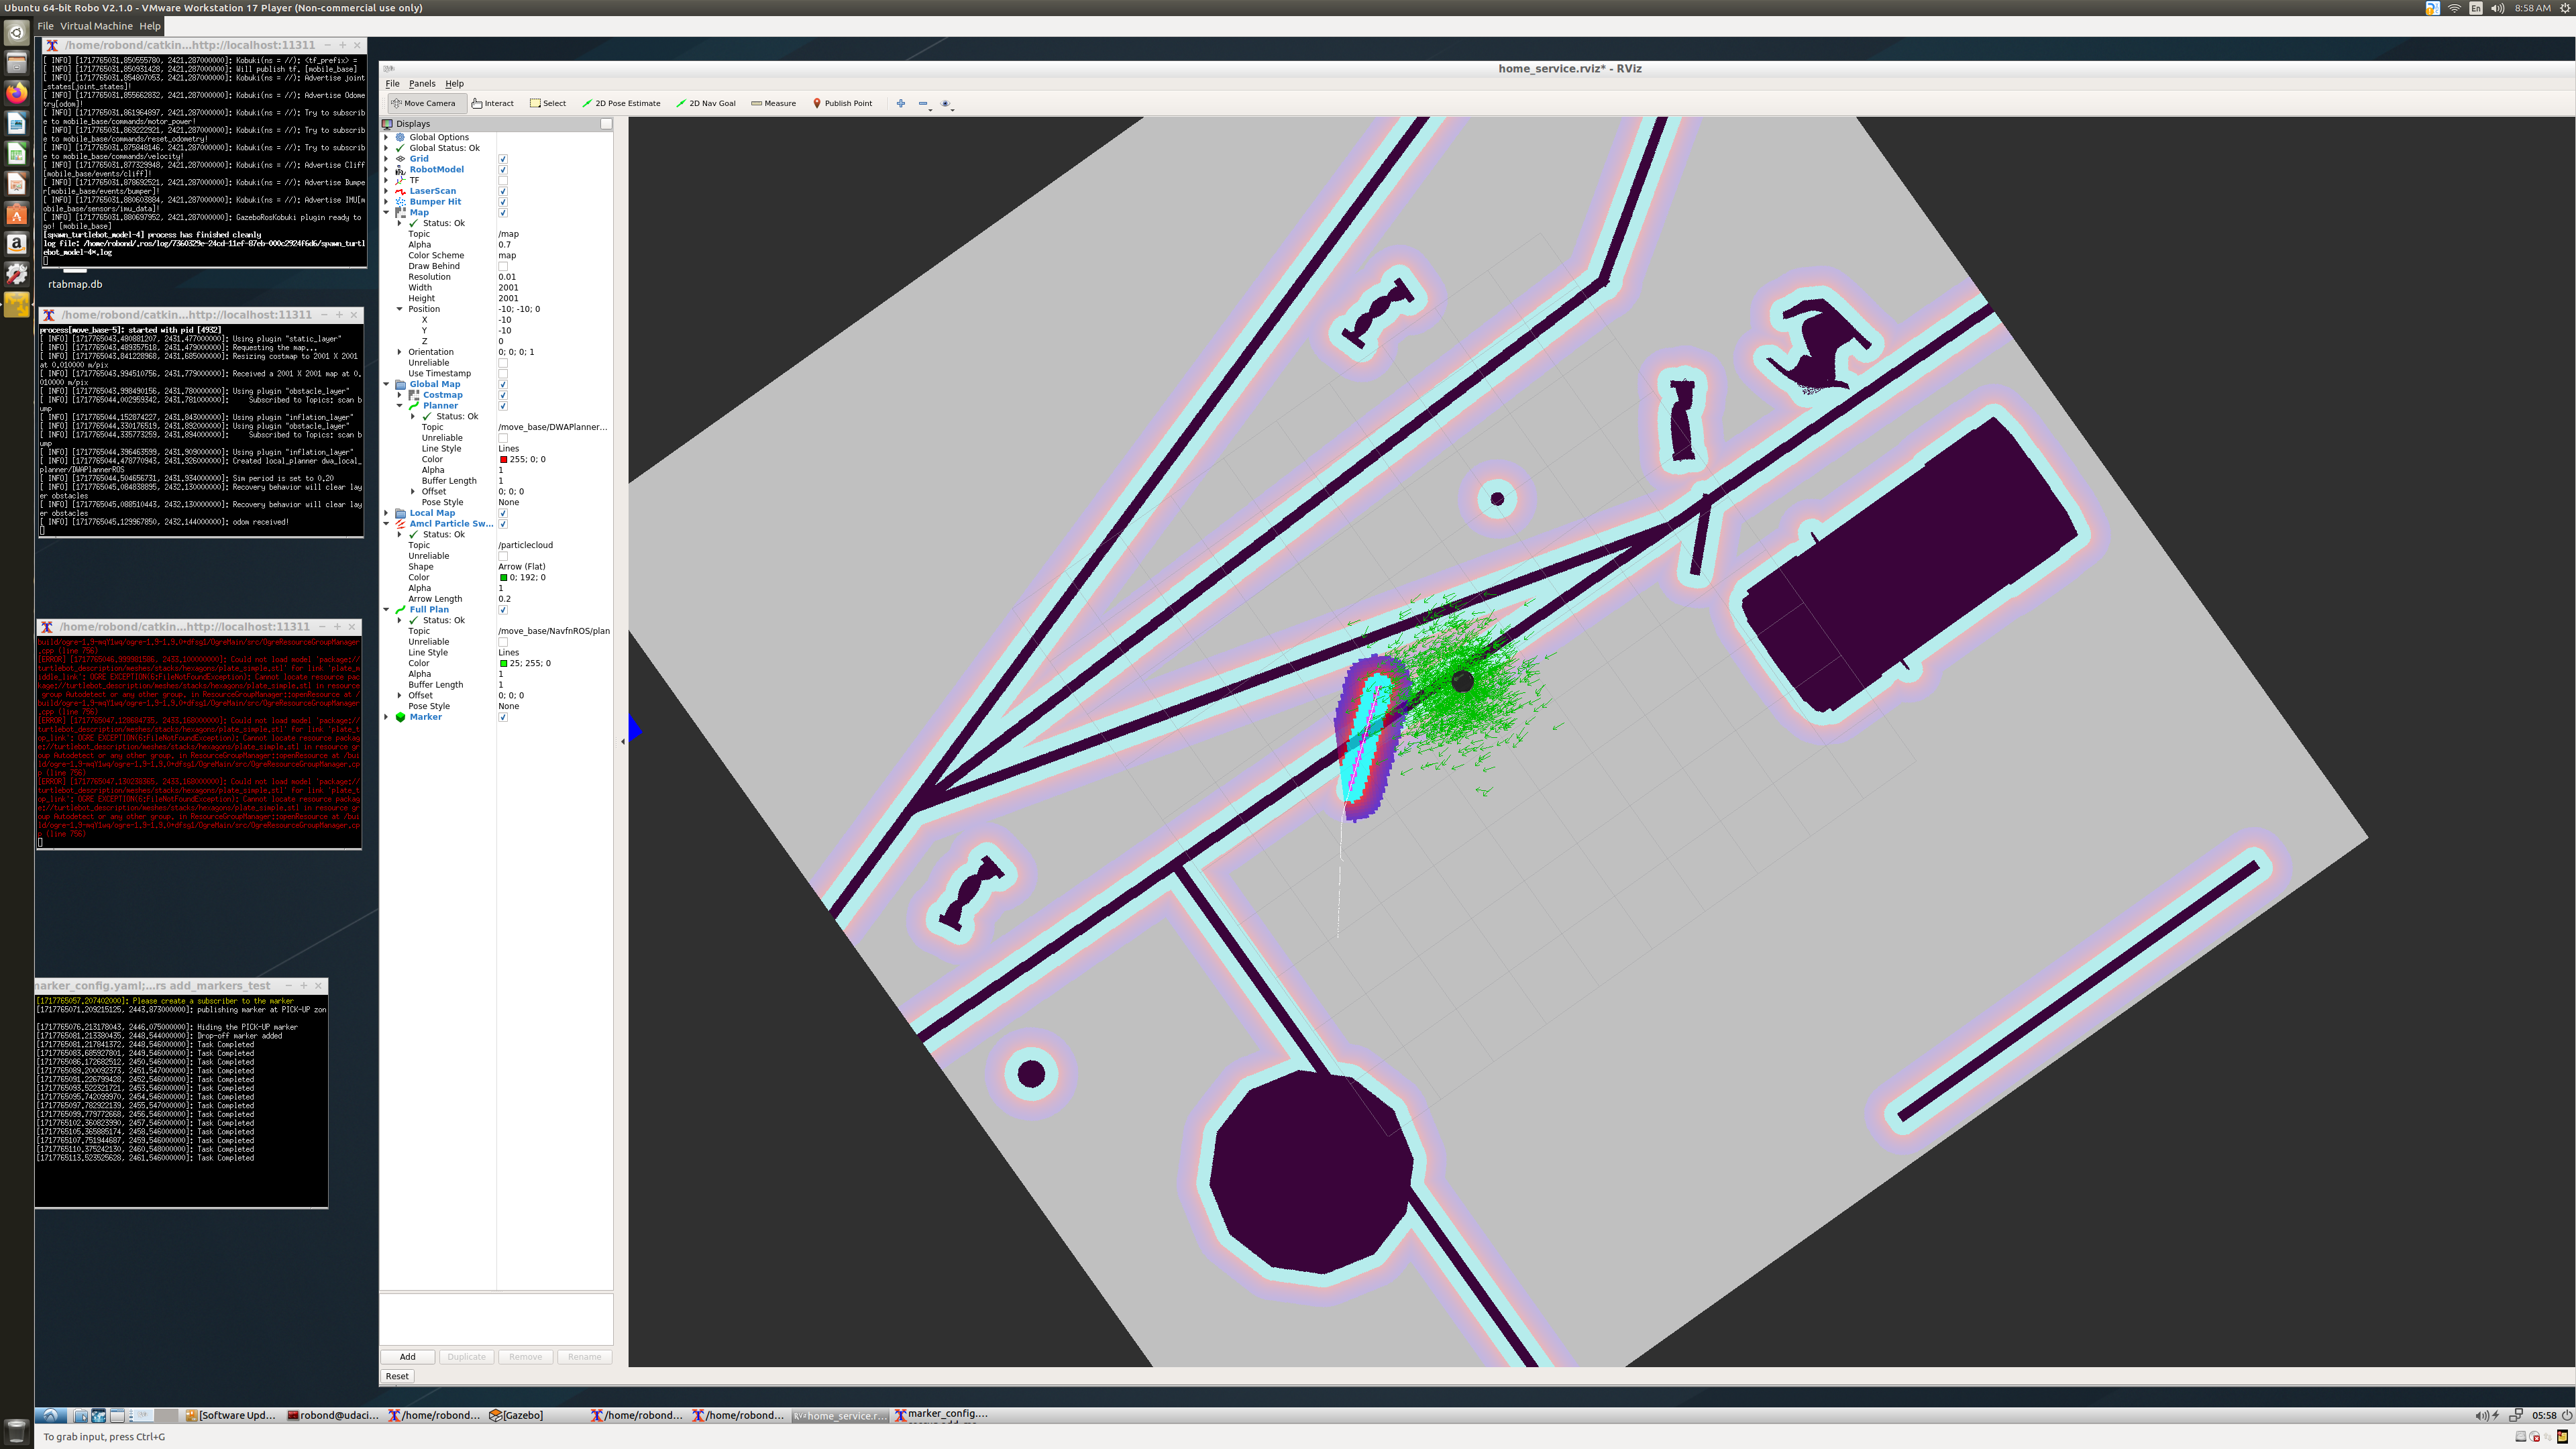 Ubuntu 64-bit Robo V2.1.0 - VMware Workstation 17 Player (Non-commercial use only)
En
8:58 AM
File Virtual Machine Help
/home/robond/catkin...http://localhost:11311
[ INFO] [1717765031.850555780, 2421.287000000]: Kobuki(ns = //): <tf_prefix> =
[ INFO] [1717765031.850931428, 2421.287000000]: Will publish tf. [mobile_base]
[ INFO] [1717765031.854807053, 2421.287000000]: Kobuki(ns = //): Advertise joint
_states[joint_states]!
[ INFO] [1717765031.855662832, 2421.287000000]: Kobuki(ns = //): Advertise Odome
try[odom]!
[ INFO] [1717765031.861964897, 2421.287000000]: Kobuki(ns = //): Try to subscrib
e to mobile_base/commands/motor_power!
[ INFO] [1717765031.869222921, 2421.287000000]: Kobuki(ns = //): Try to subscrib
e to mobile_base/commands/reset_odometry!
[ INFO] [1717765031.875848146, 2421.287000000]: Kobuki(ns = //): Try to subscrib
e to mobile_base/commands/velocity!
[ INFO] [1717765031.877329948, 2421.287000000]: Kobuki(ns = //): Advertise Cliff
[mobile_base/events/cliff]!
[ INFO] [1717765031.878692521, 2421.287000000]: Kobuki(ns = //): Advertise Bumpe
r[mobile_base/events/bumper]!
[ INFO] [1717765031.880603884, 2421.287000000]: Kobuki(ns = //): Advertise IMU[m
obile_base/sensors/imu_data]!
[ INFO] [1717765031.880697952, 2421.287000000]: GazeboRosKobuki plugin ready to
go! [mobile_base]
[spawn_turtlebot_model-4] process has finished cleanly
log file: /home/robond/.ros/log/7360329e-24cd-11ef-87eb-000c2924f6d6/spawn_turtl
ebot_model-4*.log
rtabmap.db
/home/robond/catkin...http://localhost:11311
process[move_base-5]: started with pid [4932]
[ INFO] [1717765043.480881207, 2431.477000000]: Using plugin "static_layer"
[ INFO] [1717765043.489357518, 2431.479000000]: Requesting the map...
[ INFO] [1717765043.841228968, 2431.685000000]: Resizing costmap to 2001 X 2001
at 0.010000 m/pix
[ INFO] [1717765043.994510756, 2431.779000000]: Received a 2001 X 2001 map at 0.
010000 m/pix
[ INFO] [1717765043.998490156, 2431.780000000]: Using plugin "obstacle_layer"
[ INFO] [1717765044.002959342, 2431.781000000]: Subscribed to Topics: scan b
ump
[ INFO] [1717765044.152874227, 2431.843000000]: Using plugin "inflation_layer"
[ INFO] [1717765044.330176519, 2431.892000000]: Using plugin "obstacle_layer"
[ INFO] [1717765044.335773259, 2431.894000000]: Subscribed to Topics: scan b
ump
[ INFO] [1717765044.396463599, 2431.909000000]: Using plugin "inflation_layer"
[ INFO] [1717765044.478770943, 2431.926000000]: Created local_planner dwa_local_
planner/DWAPlannerROS
[ INFO] [1717765044.504656731, 2431.934000000]: Sim period is set to 0.20
[ INFO] [1717765045.084838895, 2432.130000000]: Recovery behavior will clear lay
er obstacles
[ INFO] [1717765045.088510443, 2432.130000000]: Recovery behavior will clear lay
er obstacles
[ INFO] [1717765045.129967850, 2432.144000000]: odom received!
/home/robond/catkin...http://localhost:11311
marker_config.yaml;...rs add_markers_test
[1717765057.207402000]: Please create a subscriber to the marker
[1717765071.209215125, 2443.873000000]: publishing marker at PICK-UP zon
[1717765076.213178043, 2446.075000000]: Hiding the PICK-UP marker
[1717765081.213380435, 2448.544000000]: Drop-off marker added
[1717765081.217841372, 2448.546000000]: Task Completed
[1717765083.685927801, 2449.546000000]: Task Completed
[1717765086.172682512, 2450.546000000]: Task Completed
[1717765089.200092373, 2451.547000000]: Task Completed
[1717765091.226799428, 2452.546000000]: Task Completed
[1717765093.522321721, 2453.546000000]: Task Completed
[1717765095.742099970, 2454.546000000]: Task Completed
[1717765097.782922139, 2455.547000000]: Task Completed
[1717765099.779772668, 2456.546000000]: Task Completed
[1717765102.360823990, 2457.546000000]: Task Completed
[1717765105.365885174, 2458.546000000]: Task Completed
[1717765107.751944687, 2459.546000000]: Task Completed
[1717765110.375242130, 2460.548000000]: Task Completed
[1717765113.523525628, 2461.546000000]: Task Completed
home_service.rviz* - RViz
File Panels Help
Move Camera Interact Select 2D Pose Estimate 2D Nav Goal Measure Publish Point
Displays
Global Options
Global Status: Ok
Grid
RobotModel
TF
LaserScan
Bumper Hit
Map
Status: Ok
Topic /map
Alpha 0.7
Color Scheme map
Draw Behind
Resolution 0.01
Width 2001
Height 2001
Position -10; -10; 0
X -10
Y -10
Z 0
Orientation 0; 0; 0; 1
Unreliable
Use Timestamp
Global Map
Costmap
Planner
Status: Ok
Topic /move_base/DWAPlanner...
Unreliable
Line Style Lines
Color 255; 0; 0
Alpha 1
Buffer Length 1
Offset 0; 0; 0
Pose Style None
Local Map
Amcl Particle Sw...
Status: Ok
Topic /particlecloud
Unreliable
Shape Arrow (Flat)
Color 0; 192; 0
Alpha 1
Arrow Length 0.2
Full Plan
Status: Ok
Topic /move_base/NavfnROS/plan
Unreliable
Line Style Lines
Color 25; 255; 0
Alpha 1
Buffer Length 1
Offset 0; 0; 0
Pose Style None
Marker
Add Duplicate Remove Rename
Reset
[Software Upd... robond@udaci... /home/robond... [Gazebo] /home/robond... /home/robond... home_service.r... marker_config....
05:58
To grab input, press Ctrl+G